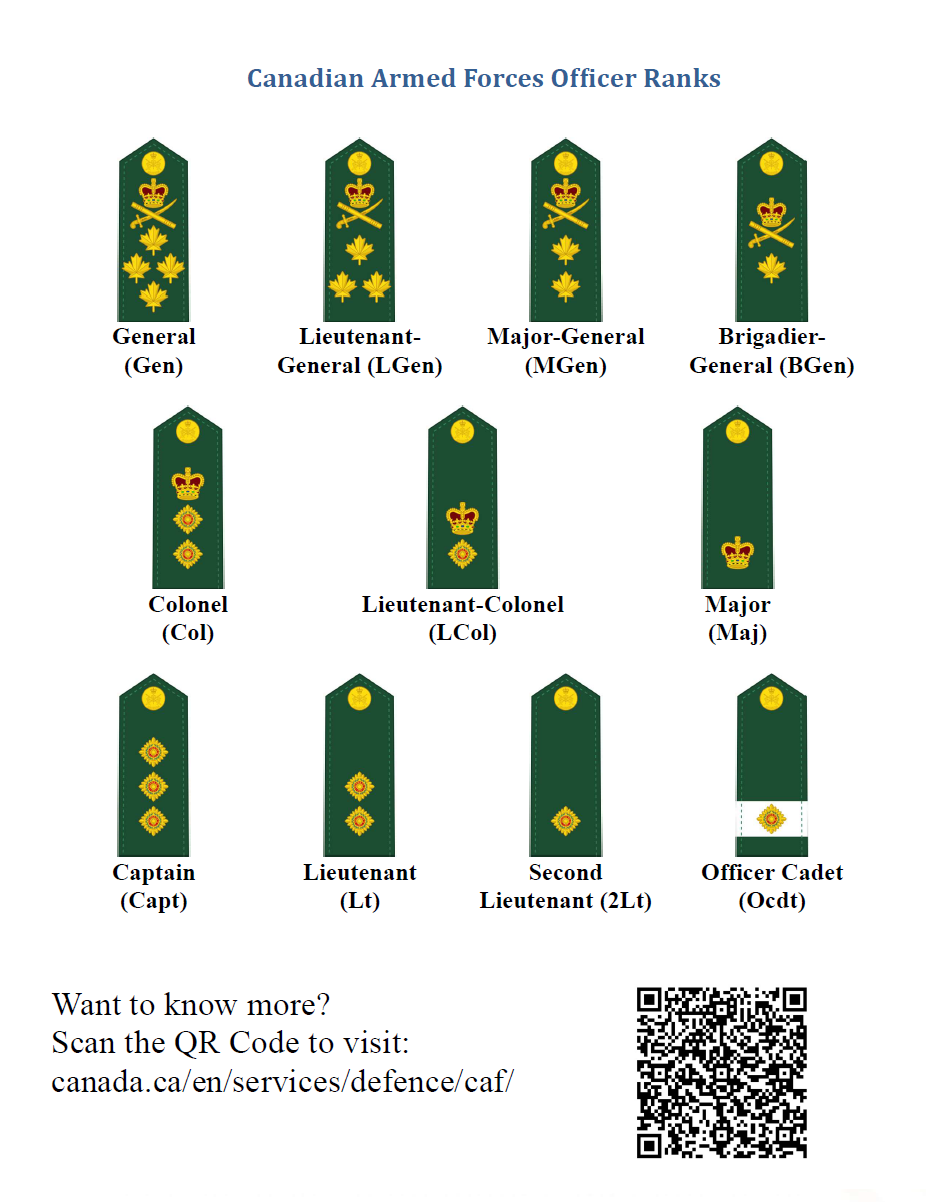 Canadian Armed Forces Officer Ranks
General
(Gen)
Lieutenant-
General (LGen)
Major-General
(MGen)
Brigadier-
General (BGen)
Colonel
(Col)
Lieutenant-Colonel
(LCol)
Major
(Maj)
Captain
(Capt)
Lieutenant
(Lt)
Second
Lieutenant (2Lt)
Officer Cadet
(Ocdt)
Want to know more?
Scan the QR Code to visit:
canada.ca/en/services/defence/caf/